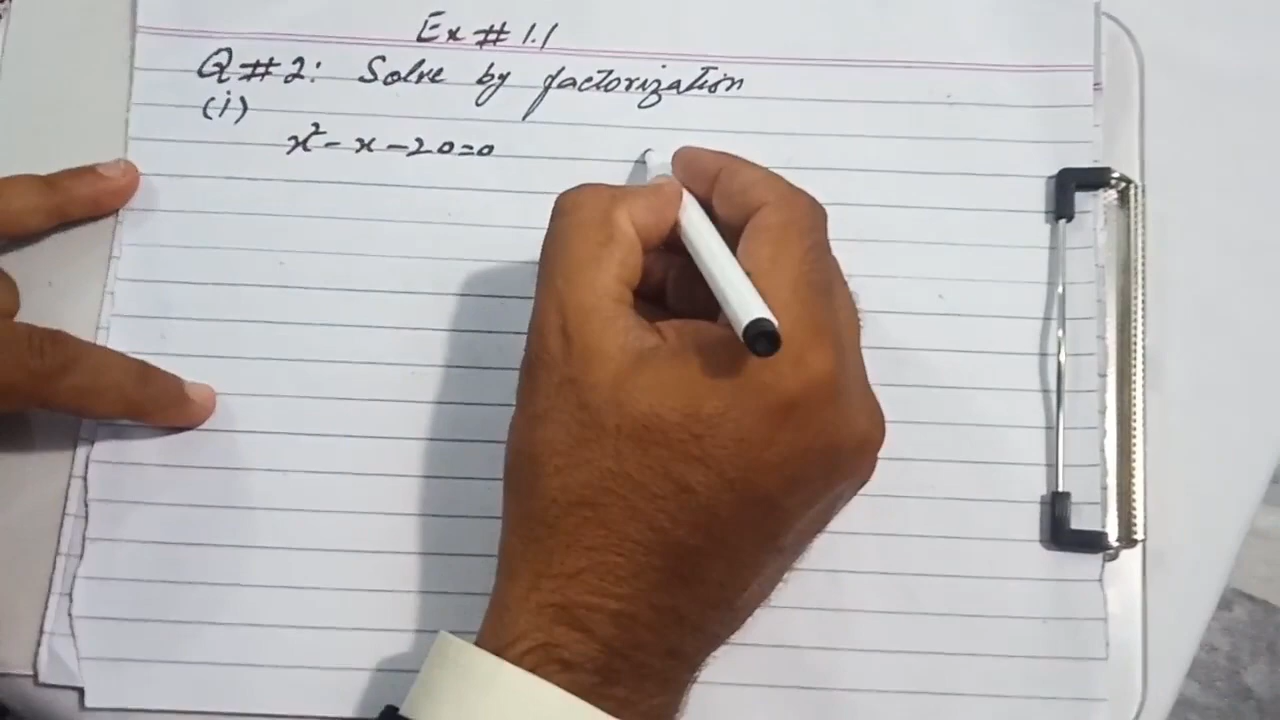 Ex # 1.1
Q # 2: Solve by factorization
(i)
x² - x - 20 = 0